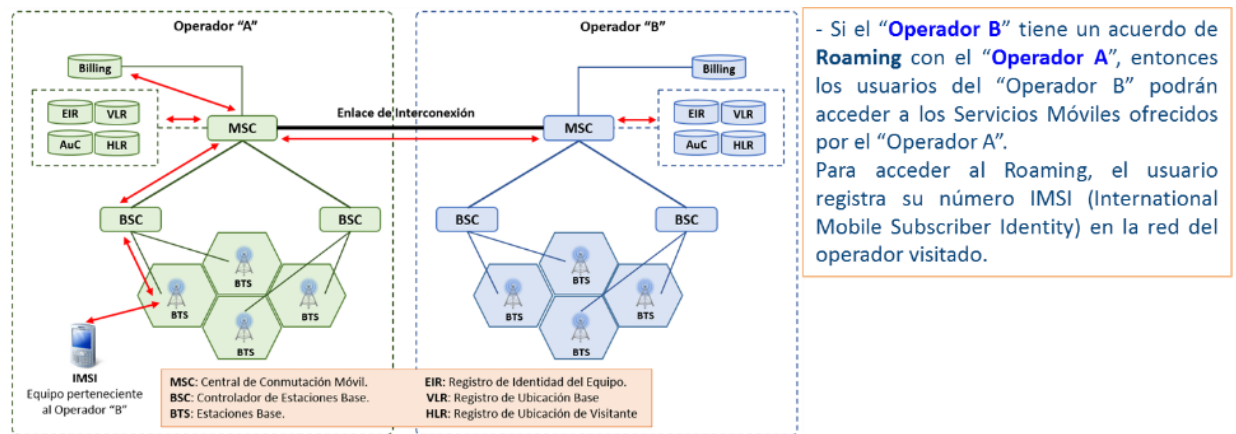 Operador “A”
Billing
EIR
VLR
AuC
HLR
MSC
BSC
BSC
BTS
BTS
BTS
BTS
IMSI
Equipo perteneciente
al Operador “B”
Enlace de Interconexión
Operador “B”
Billing
MSC
EIR
VLR
AuC
HLR
BSC
BSC
BTS
BTS
BTS
BTS
MSC: Central de Conmutación Móvil.
BSC: Controlador de Estaciones Base.
BTS: Estaciones Base.
EIR: Registro de Identidad del Equipo.
VLR: Registro de Ubicación Base
HLR: Registro de Ubicación de Visitante
- Si el “Operador B” tiene un acuerdo de
Roaming con el “Operador A”, entonces
los usuarios del “Operador B” podrán
acceder a los Servicios Móviles ofrecidos
por el “Operador A”.
Para acceder al Roaming, el usuario
registra su número IMSI (International
Mobile Subscriber Identity) en la red del
operador visitado.